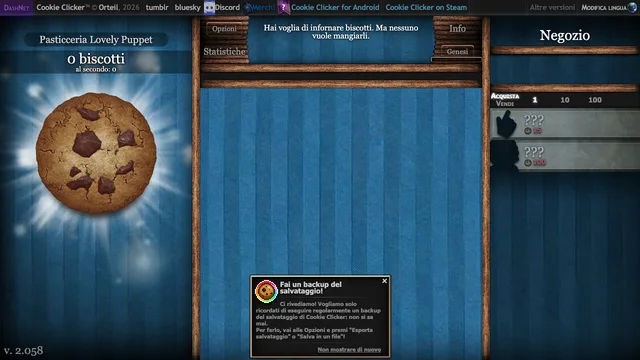 DashNet Cookie Clicker™ © Orteil, 2026 tumblr bluesky Discord Merch! Cookie Clicker for Android Cookie Clicker on Steam Altre versioni Modifica lingua
Pasticceria Lovely Puppet
0 biscotti
al secondo: 0
v. 2.058
Opzioni
Statistiche
Hai voglia di infornare biscotti. Ma nessuno
vuole mangiarli.
Info
Genesi
Negozio
Acquista
Vendi
1 10 100
???
15
???
100
Fai un backup del
salvataggio!
Ci rivediamo! Vogliamo solo
ricordati di eseguire regolarmente un backup
del salvataggio di Cookie Clicker: non si sa
mai.
Per farlo, vai alle Opzioni e premi "Esporta
salvataggio" o "Salva in un file"!
Non mostrare di nuovo